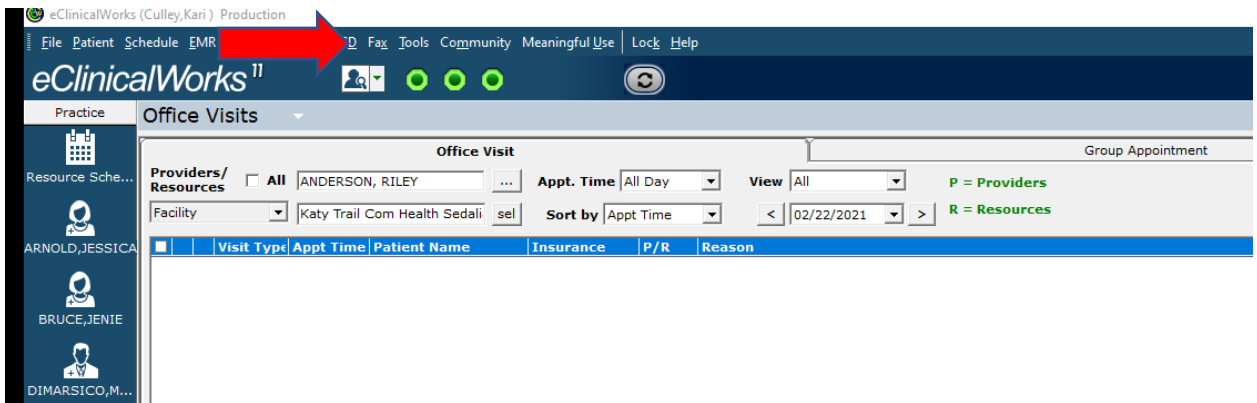 eClinicalWorks (Culley,Kari ) Production
File Patient Schedule EMR Fax Tools Community Meaningful Use Lock Help
eClinicalWorks 11
Practice Office Visits
Office Visit Group Appointment
Resource Sche...
Providers/ Resources All ANDERSON, RILEY ... Appt. Time All Day View All P = Providers
Facility Katy Trail Com Health Sedali sel Sort by Appt Time < 02/22/2021 > R = Resources
ARNOLD,JESSICA
Visit Type Appt Time Patient Name Insurance P/R Reason
BRUCE,JENIE
DIMARSICO,M...